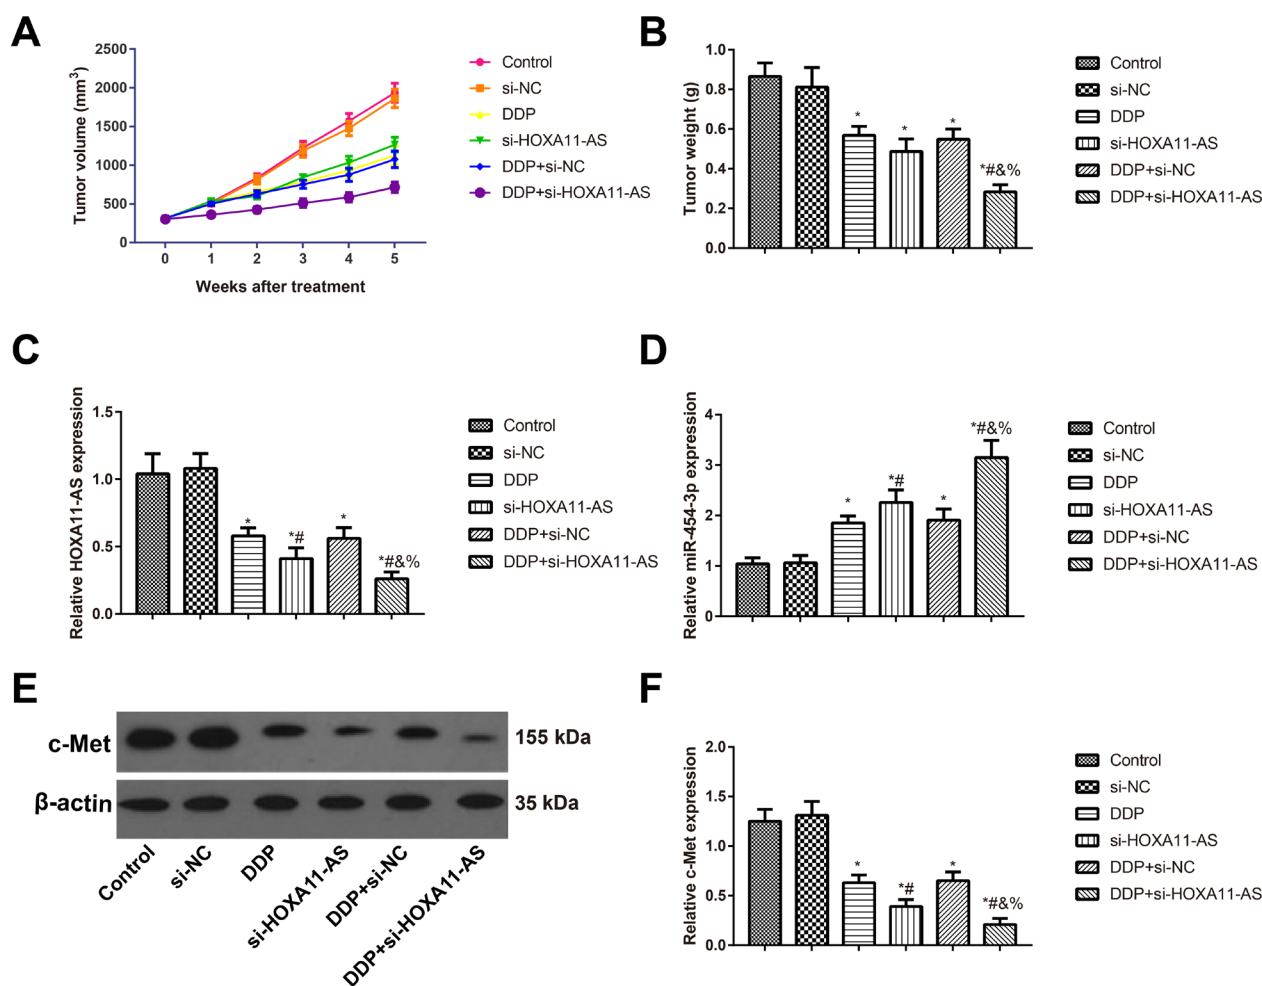 A
Tumor volume (mm³)
2500
2000
1500
1000
500
0
0 1 2 3 4 5
Weeks after treatment
Control
si-NC
DDP
si-HOXA11-AS
DDP+si-NC
DDP+si-HOXA11-AS
B
Tumor weight (g)
1.0
0.8
0.6
0.4
0.2
0.0
* * * *#&%
Control
si-NC
DDP
si-HOXA11-AS
DDP+si-NC
DDP+si-HOXA11-AS
C
Relative HOXA11-AS expression
1.5
1.0
0.5
0.0
* *# * *#&%
Control
si-NC
DDP
si-HOXA11-AS
DDP+si-NC
DDP+si-HOXA11-AS
D
Relative miR-454-3p expression
4
3
2
1
0
* *# * *#&%
Control
si-NC
DDP
si-HOXA11-AS
DDP+si-NC
DDP+si-HOXA11-AS
E
c-Met 155 kDa
β-actin 35 kDa
Control
si-NC
DDP
si-HOXA11-AS
DDP+si-NC
DDP+si-HOXA11-AS
F
Relative c-Met expression
2.0
1.5
1.0
0.5
0.0
* *# * *#&%
Control
si-NC
DDP
si-HOXA11-AS
DDP+si-NC
DDP+si-HOXA11-AS